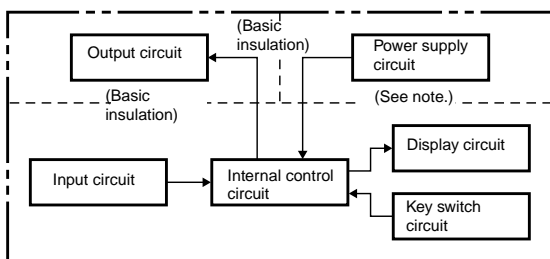 (Basic
insulation)
Output circuit
Power supply
circuit
(Basic
insulation)
(See note.)
Display circuit
Input circuit
Internal control
circuit
Key switch
circuit